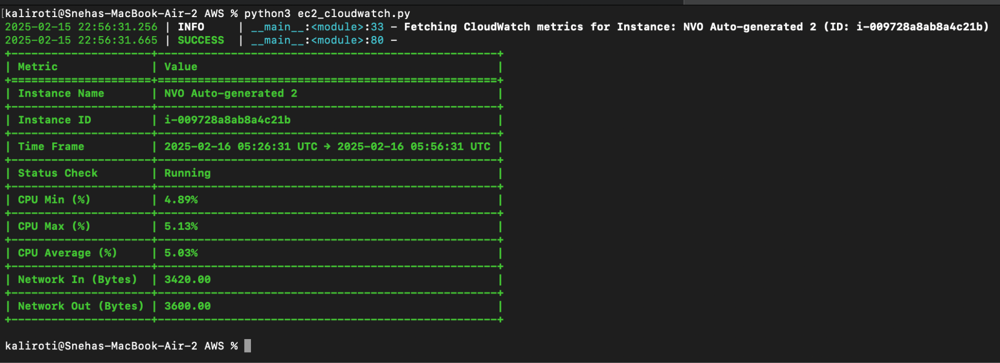 [kaliroti@Snehas-MacBook-Air-2 AWS % python3 ec2_cloudwatch.py
2025-02-15 22:56:31.256 | INFO     | __main__:<module>:33 - Fetching CloudWatch metrics for Instance: NVO Auto-generated 2 (ID: i-009728a8ab8a4c21b)
2025-02-15 22:56:31.665 | SUCCESS  | __main__:<module>:80 -
+---------------------+---------------------------------------------------+
| Metric              | Value                                             |
+=====================+===================================================+
| Instance Name       | NVO Auto-generated 2                              |
+---------------------+---------------------------------------------------+
| Instance ID         | i-009728a8ab8a4c21b                               |
+---------------------+---------------------------------------------------+
| Time Frame          | 2025-02-16 05:26:31 UTC → 2025-02-16 05:56:31 UTC |
+---------------------+---------------------------------------------------+
| Status Check        | Running                                           |
+---------------------+---------------------------------------------------+
| CPU Min (%)         | 4.89%                                             |
+---------------------+---------------------------------------------------+
| CPU Max (%)         | 5.13%                                             |
+---------------------+---------------------------------------------------+
| CPU Average (%)     | 5.03%                                             |
+---------------------+---------------------------------------------------+
| Network In (Bytes)  | 3420.00                                           |
+---------------------+---------------------------------------------------+
| Network Out (Bytes) | 3600.00                                           |
+---------------------+---------------------------------------------------+
kaliroti@Snehas-MacBook-Air-2 AWS %